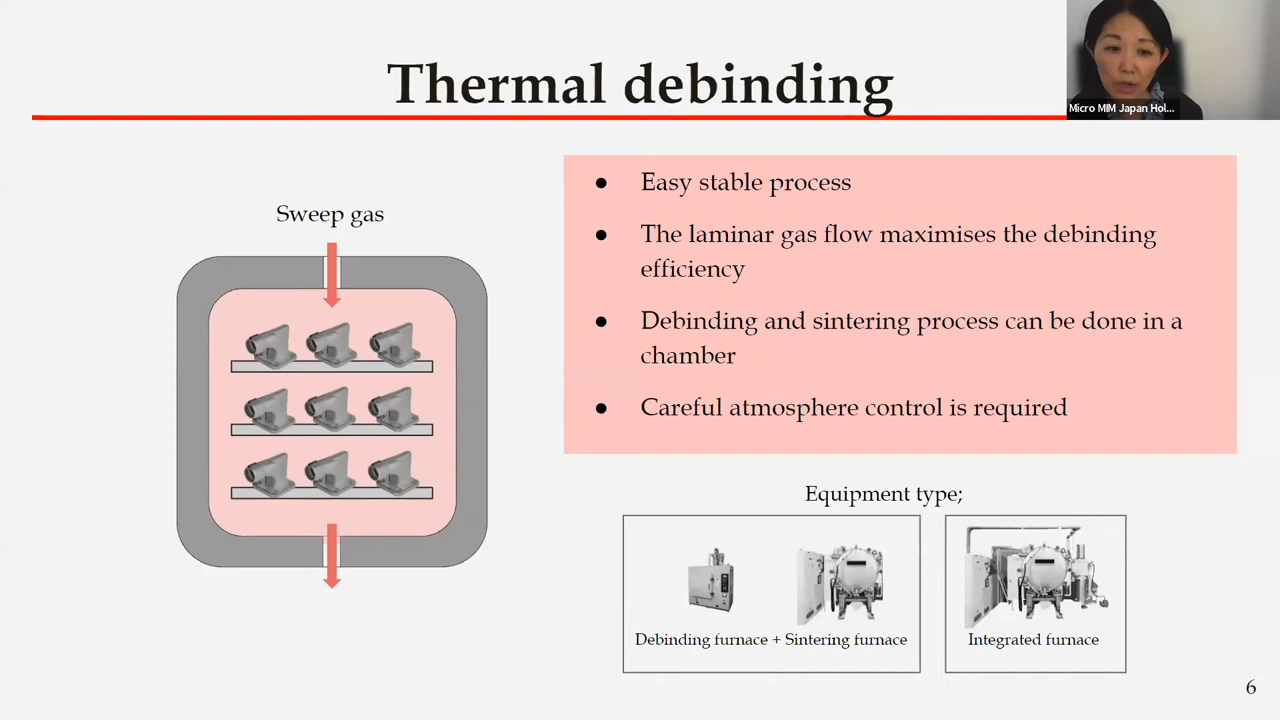 Thermal debinding
Micro MIM Japan Hol...
Sweep gas
● Easy stable process
● The laminar gas flow maximises the debinding
efficiency
● Debinding and sintering process can be done in a
chamber
● Careful atmosphere control is required
Equipment type;
Debinding furnace + Sintering furnace
Integrated furnace
6